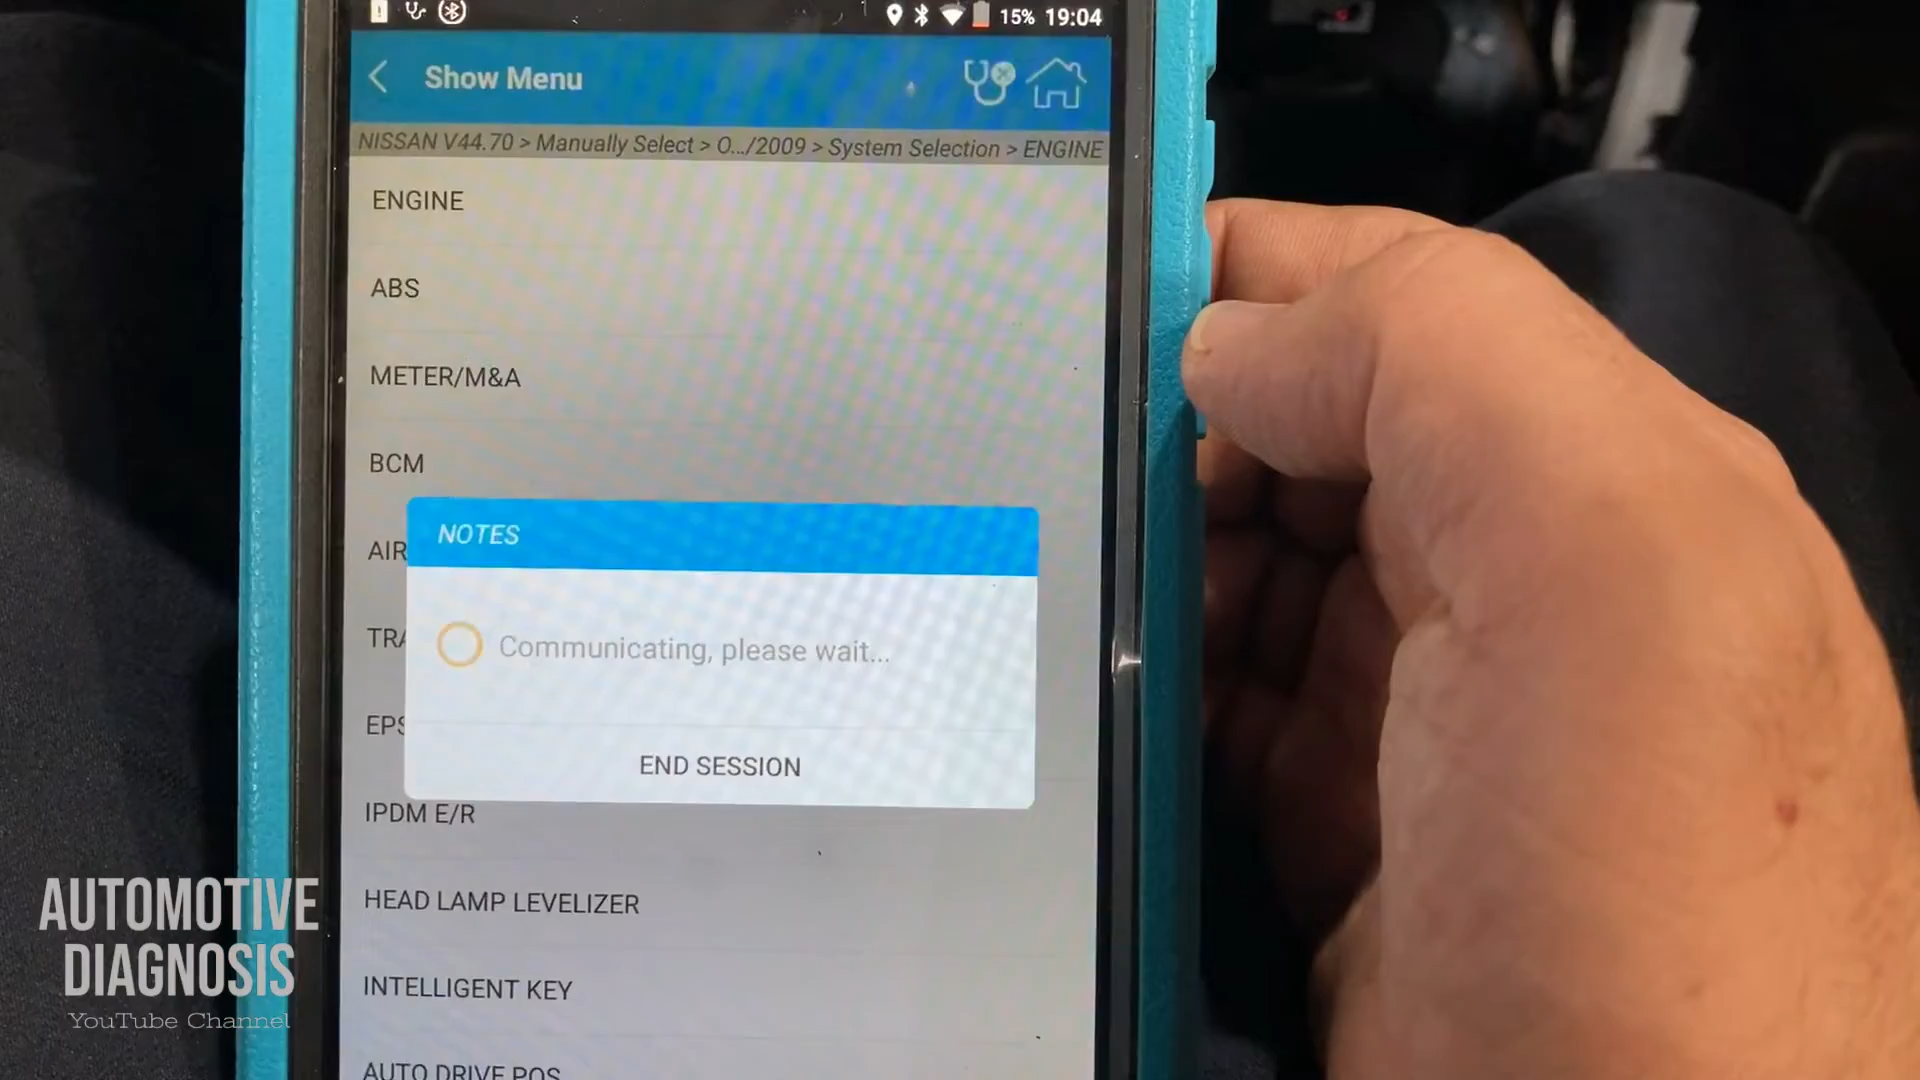 15% 19:04
Show Menu
NISSAN V44.70 > Manually Select > O.../2009 > System Selection > ENGINE
ENGINE
ABS
METER/M&A
BCM
AIR
NOTES
TRA
Communicating, please wait...
EPS
END SESSION
IPDM E/R
HEAD LAMP LEVELIZER
INTELLIGENT KEY
AUTO DRIVE POS
AUTOMOTIVE
DIAGNOSIS
YouTube Channel